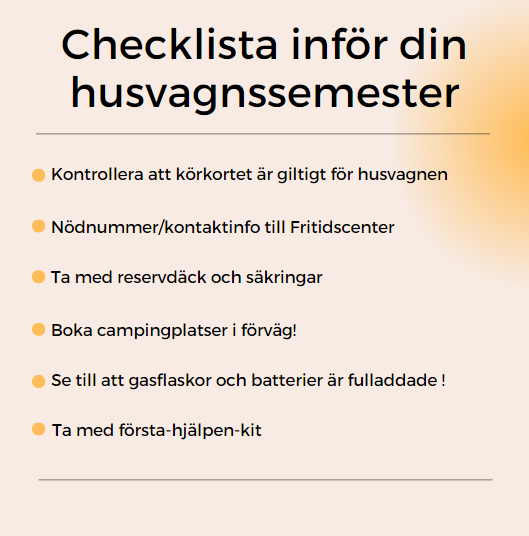 Checklista inför din
husvagnssemester
Kontrollera att körkortet är giltigt för husvagnen
Nödnummer/kontaktinfo till Fritidscenter
Ta med reservdäck och säkringar
Boka campingplatser i förväg!
Se till att gasflaskor och batterier är fulladdade !
Ta med första-hjälpen-kit